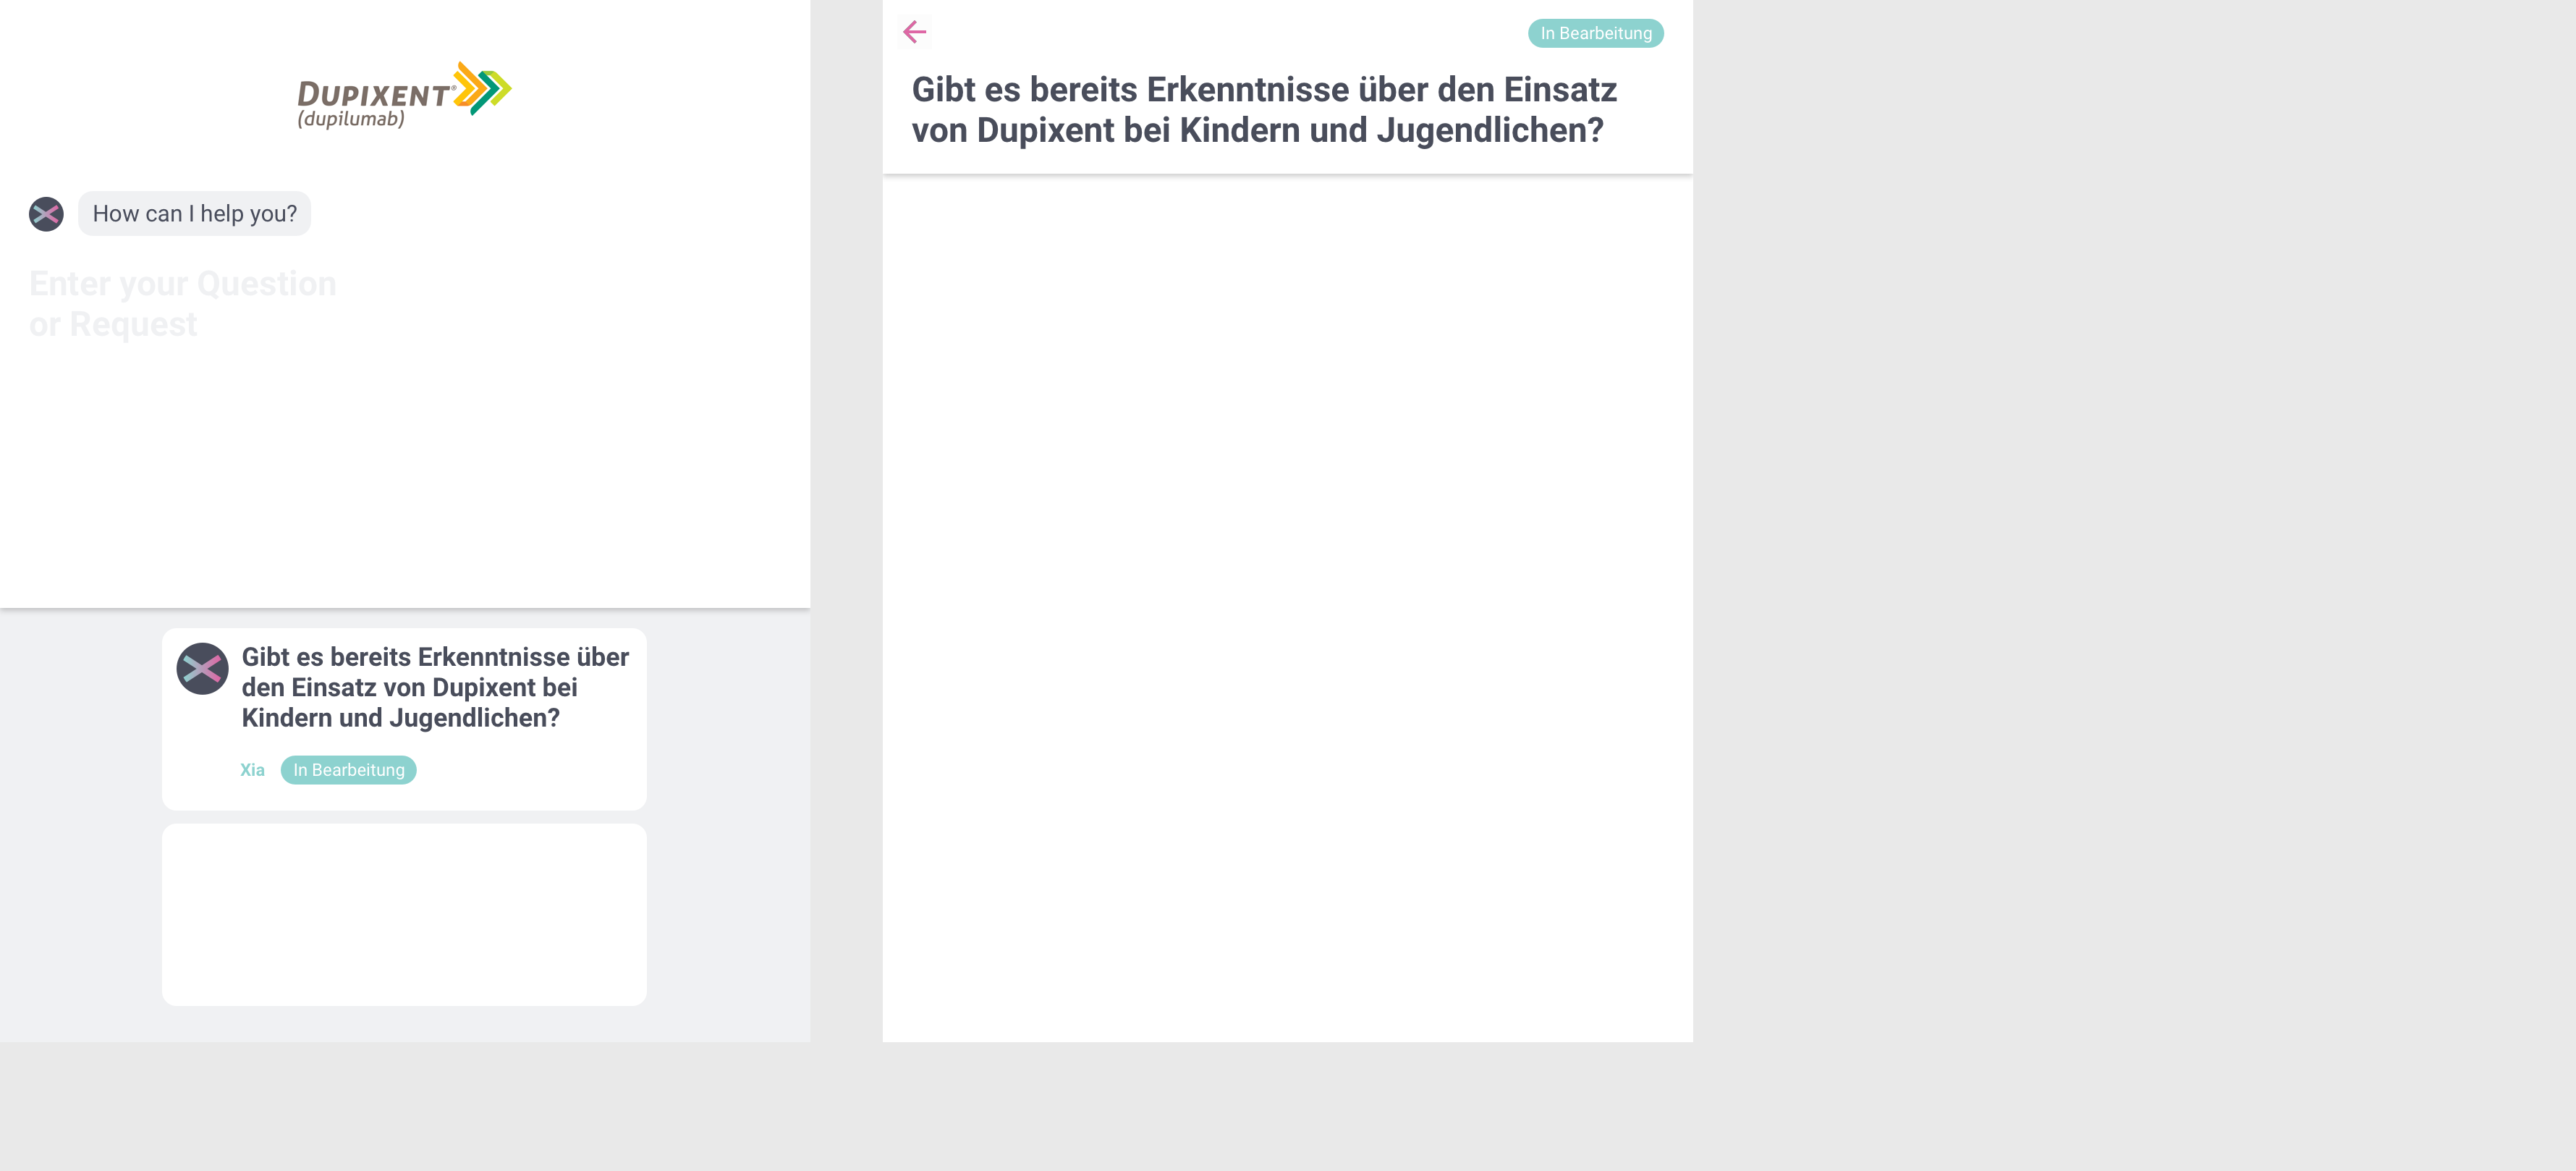 DUPIXENT®
(dupilumab)
How can I help you?
Enter your Question
or Request
Gibt es bereits Erkenntnisse über
den Einsatz von Dupixent bei
Kindern und Jugendlichen?
Xia In Bearbeitung
In Bearbeitung
Gibt es bereits Erkenntnisse über den Einsatz
von Dupixent bei Kindern und Jugendlichen?